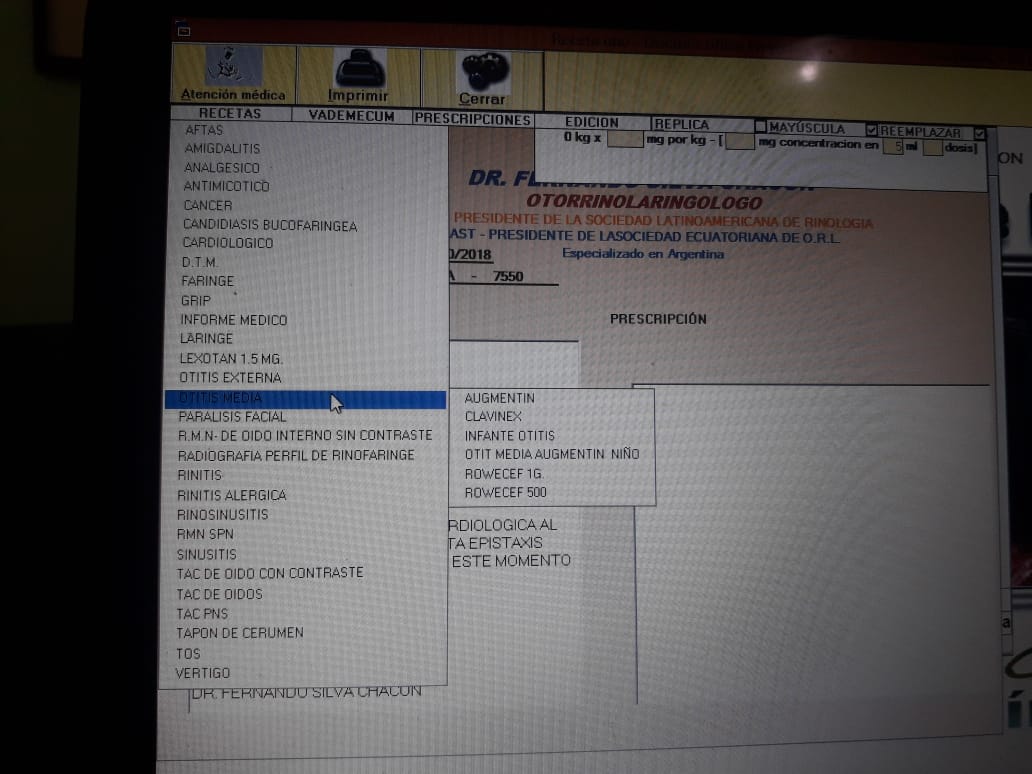 Atención médica
Imprimir
Cerrar
RECETAS VADEMECUM PRESCRIPCIONES EDICION REPLICA MAYÚSCULA REEMPLAZAR
0 kg x mg por kg - [ mg concentracion en 5 ml dosis]
AFTAS
AMIGDALITIS
ANALGESICO
ANTIMICOTICO
CANCER
CANDIDIASIS BUCOFARINGEA
CARDIOLOGICO
D.T.M.
FARINGE
GRIP
INFORME MEDICO
LARINGE
LEXOTAN 1.5 MG.
OTITIS EXTERNA
OTITIS MEDIA
PARALISIS FACIAL
R.M.N- DE OIDO INTERNO SIN CONTRASTE
RADIOGRAFIA PERFIL DE RINOFARINGE
RINITIS
RINITIS ALERGICA
RINOSINUSITIS
RMN SPN
SINUSITIS
TAC DE OIDO CON CONTRASTE
TAC DE OIDOS
TAC PNS
TAPON DE CERUMEN
TOS
VERTIGO
AUGMENTIN
CLAVINEX
INFANTE OTITIS
OTIT MEDIA AUGMENTIN NIÑO
ROWECEF 1G.
ROWECEF 500
DR. FERNANDO SILVA CHACON
OTORRINOLARINGOLOGO
PRESIDENTE DE LA SOCIEDAD LATINOAMERICANA DE RINOLOGIA
AST - PRESIDENTE DE LASOCIEDAD ECUATORIANA DE O.R.L.
0/2018 Especializado en Argentina
A - 7550
PRESCRIPCIÓN
RDIOLOGICA AL
TA EPISTAXIS
ESTE MOMENTO
DR. FERNANDO SILVA CHACON
ON